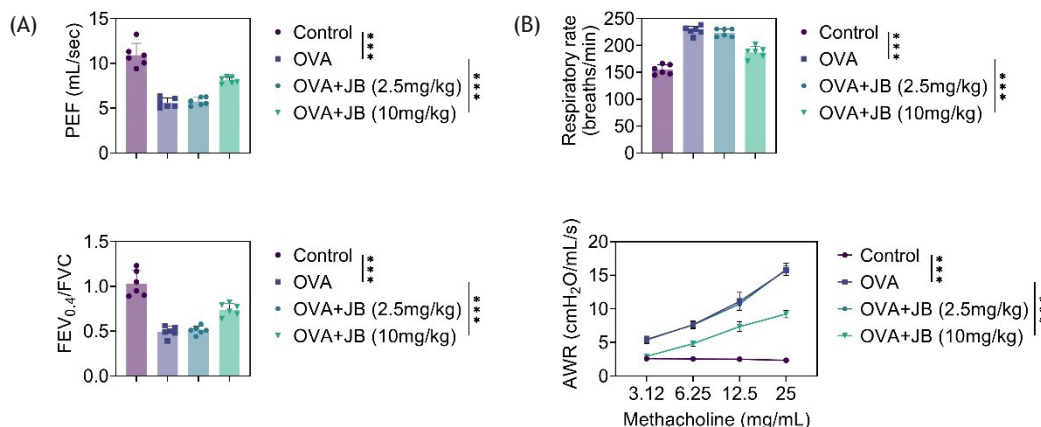 (A)
PEF (mL/sec)
15
10
5
0
Control
OVA
OVA+JB (2.5mg/kg)
OVA+JB (10mg/kg)
***
***
(B)
Respiratory rate
(breaths/min)
250
200
150
100
50
0
Control
OVA
OVA+JB (2.5mg/kg)
OVA+JB (10mg/kg)
***
***
FEV0.4/FVC
1.5
1.0
0.5
0.0
Control
OVA
OVA+JB (2.5mg/kg)
OVA+JB (10mg/kg)
***
***
AWR (cmH2O/mL/s)
20
15
10
5
0
3.12 6.25 12.5 25
Methacholine (mg/mL)
Control
OVA
OVA+JB (2.5mg/kg)
OVA+JB (10mg/kg)
***